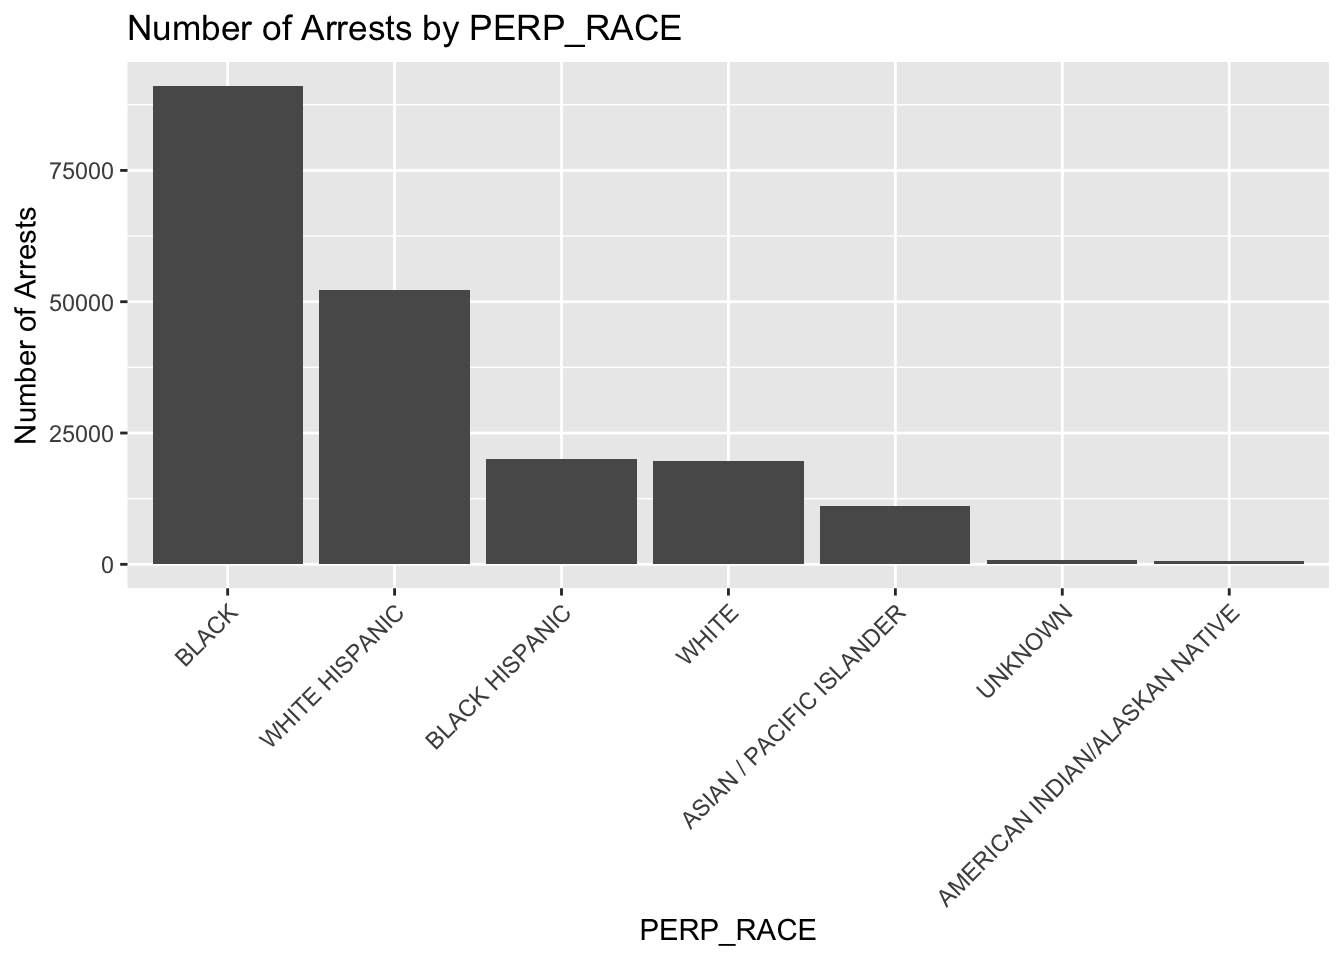 Number of Arrests by PERP_RACE
Number of Arrests
75000
50000
25000
0
BLACK
WHITE HISPANIC
BLACK HISPANIC
WHITE
ASIAN / PACIFIC ISLANDER
UNKNOWN
AMERICAN INDIAN/ALASKAN NATIVE
PERP_RACE